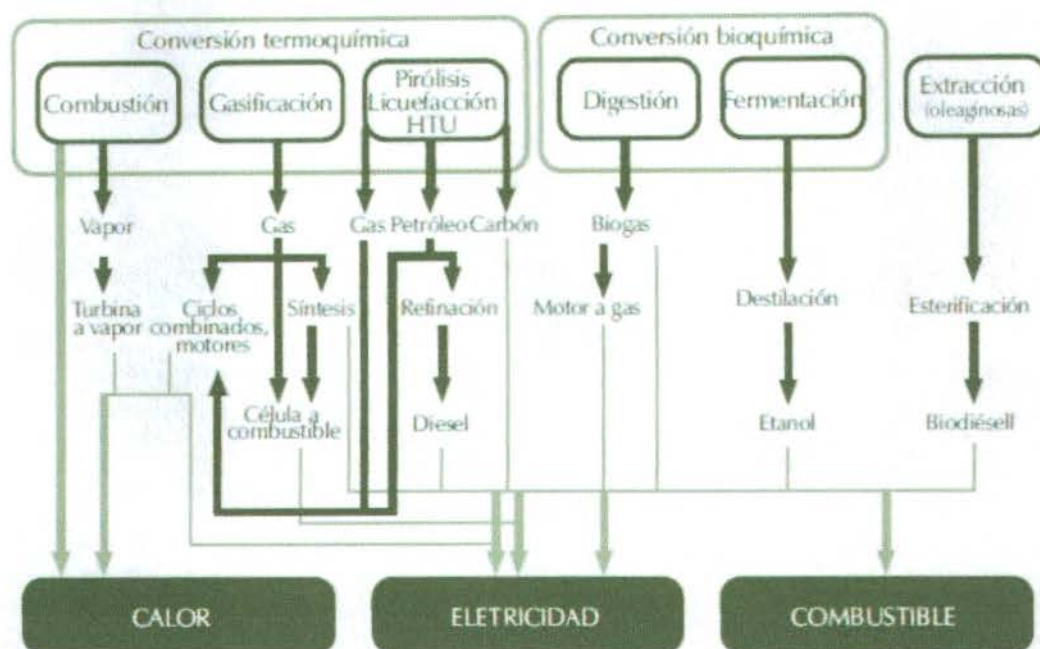 Conversión termoquímica
Conversión bioquímica
Combustión
Gasificación
Pirólisis
Licuefacción
HTU
Digestión
Fermentación
Extracción
(oleaginosas)
Vapor
Gas
Gas
Petróleo
Carbón
Biogas
Turbina
a vapor
Ciclos
combinados,
motores
Síntesis
Refinación
Motor a gas
Destilación
Esterificación
Célula a
combustible
Diesel
Etanol
Biodiésell
CALOR
ELETRICIDAD
COMBUSTIBLE